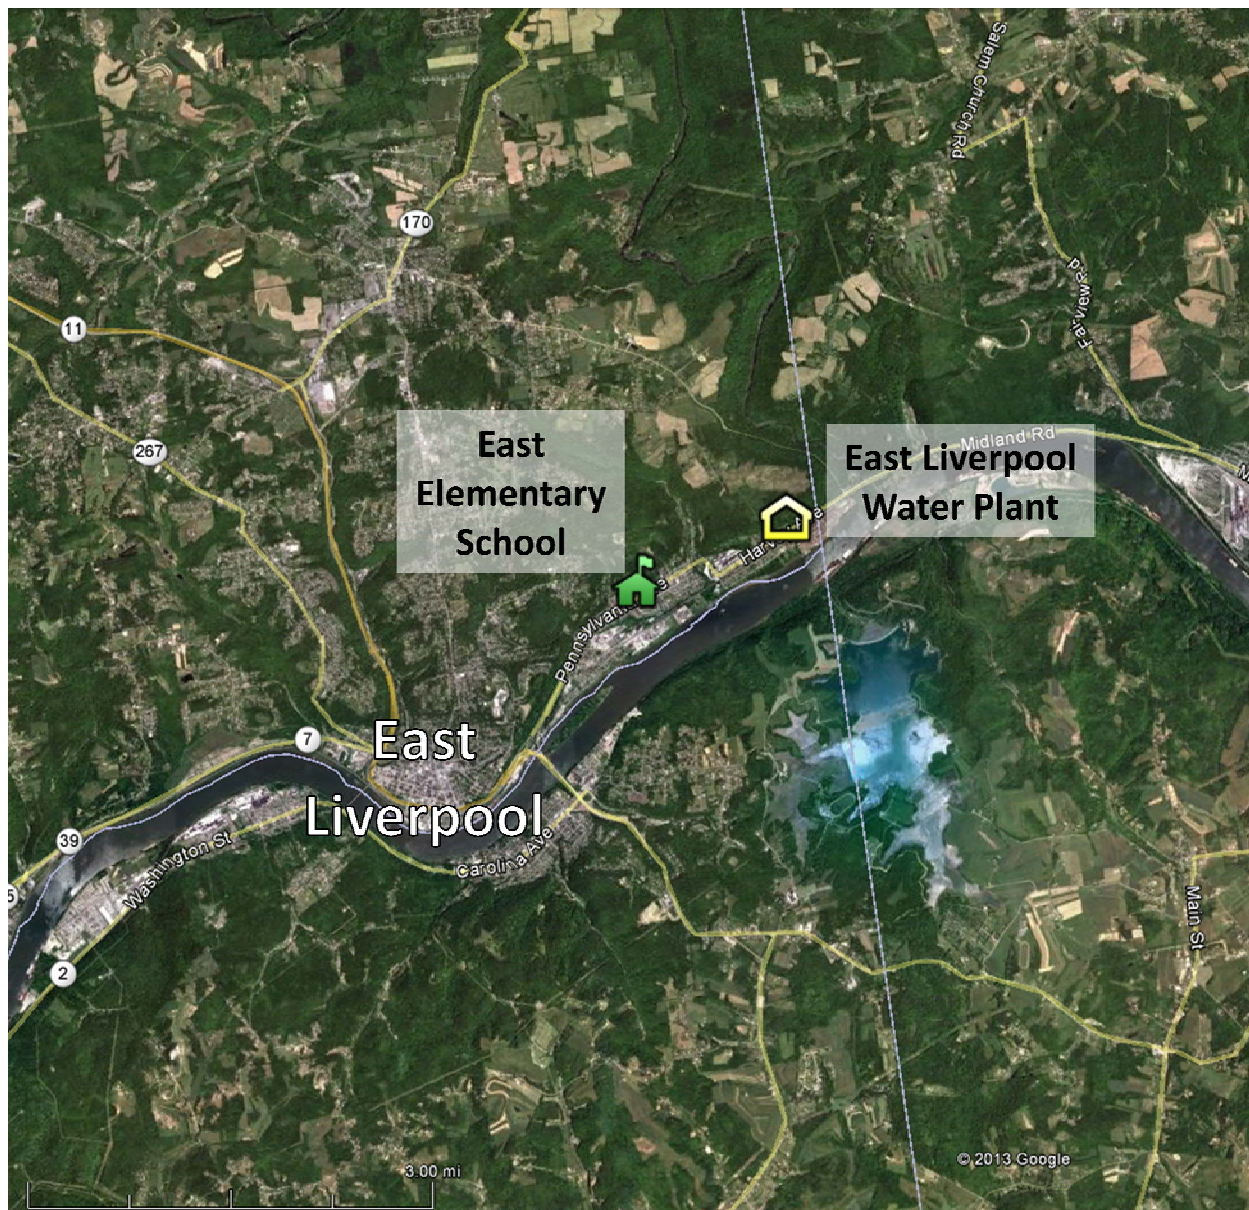 Salem Church Rd
170
Fairview Rd
11
East
Elementary
School
Midland Rd
East Liverpool
Water Plant
267
7
East
Liverpool
39
Washington St
Carolina Ave
Main St
2
3.00 mi
© 2013 Google